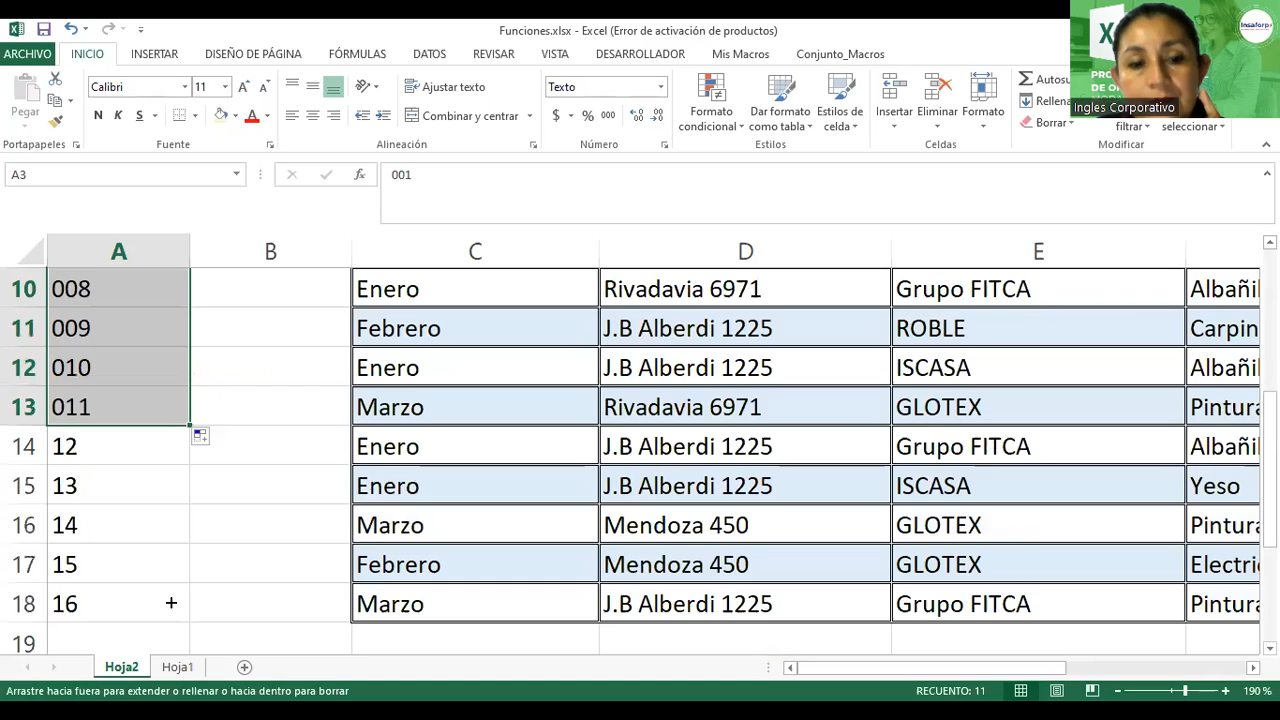 Funciones.xlsx - Excel (Error de activación de productos)
ARCHIVO INICIO INSERTAR DISEÑO DE PÁGINA FÓRMULAS DATOS REVISAR VISTA DESARROLLADOR Mis Macros Conjunto_Macros
Insaforp
Ingles Corporativo
Pegar
Calibri 11
N K S
Ajustar texto
Combinar y centrar
Texto
$ % 000
Formato condicional
Dar formato como tabla
Estilos de celda
Insertar
Eliminar
Formato
Autosu
Rellena
Borrar
filtrar
seleccionar
Portapapeles Fuente Alineación Número Estilos Celdas Modificar
A3 fx 001
A B C D E
10 008 Enero Rivadavia 6971 Grupo FITCA Albañil
11 009 Febrero J.B Alberdi 1225 ROBLE Carpin
12 010 Enero J.B Alberdi 1225 ISCASA Albañil
13 011 Marzo Rivadavia 6971 GLOTEX Pintura
14 12 Enero J.B Alberdi 1225 Grupo FITCA Albañil
15 13 Enero J.B Alberdi 1225 ISCASA Yeso
16 14 Marzo Mendoza 450 GLOTEX Pintura
17 15 Febrero Mendoza 450 GLOTEX Electri
18 16 Marzo J.B Alberdi 1225 Grupo FITCA Pintura
19
Hoja2 Hoja1
Arrastre hacia fuera para extender o rellenar o hacia dentro para borrar RECUENTO: 11 190 %